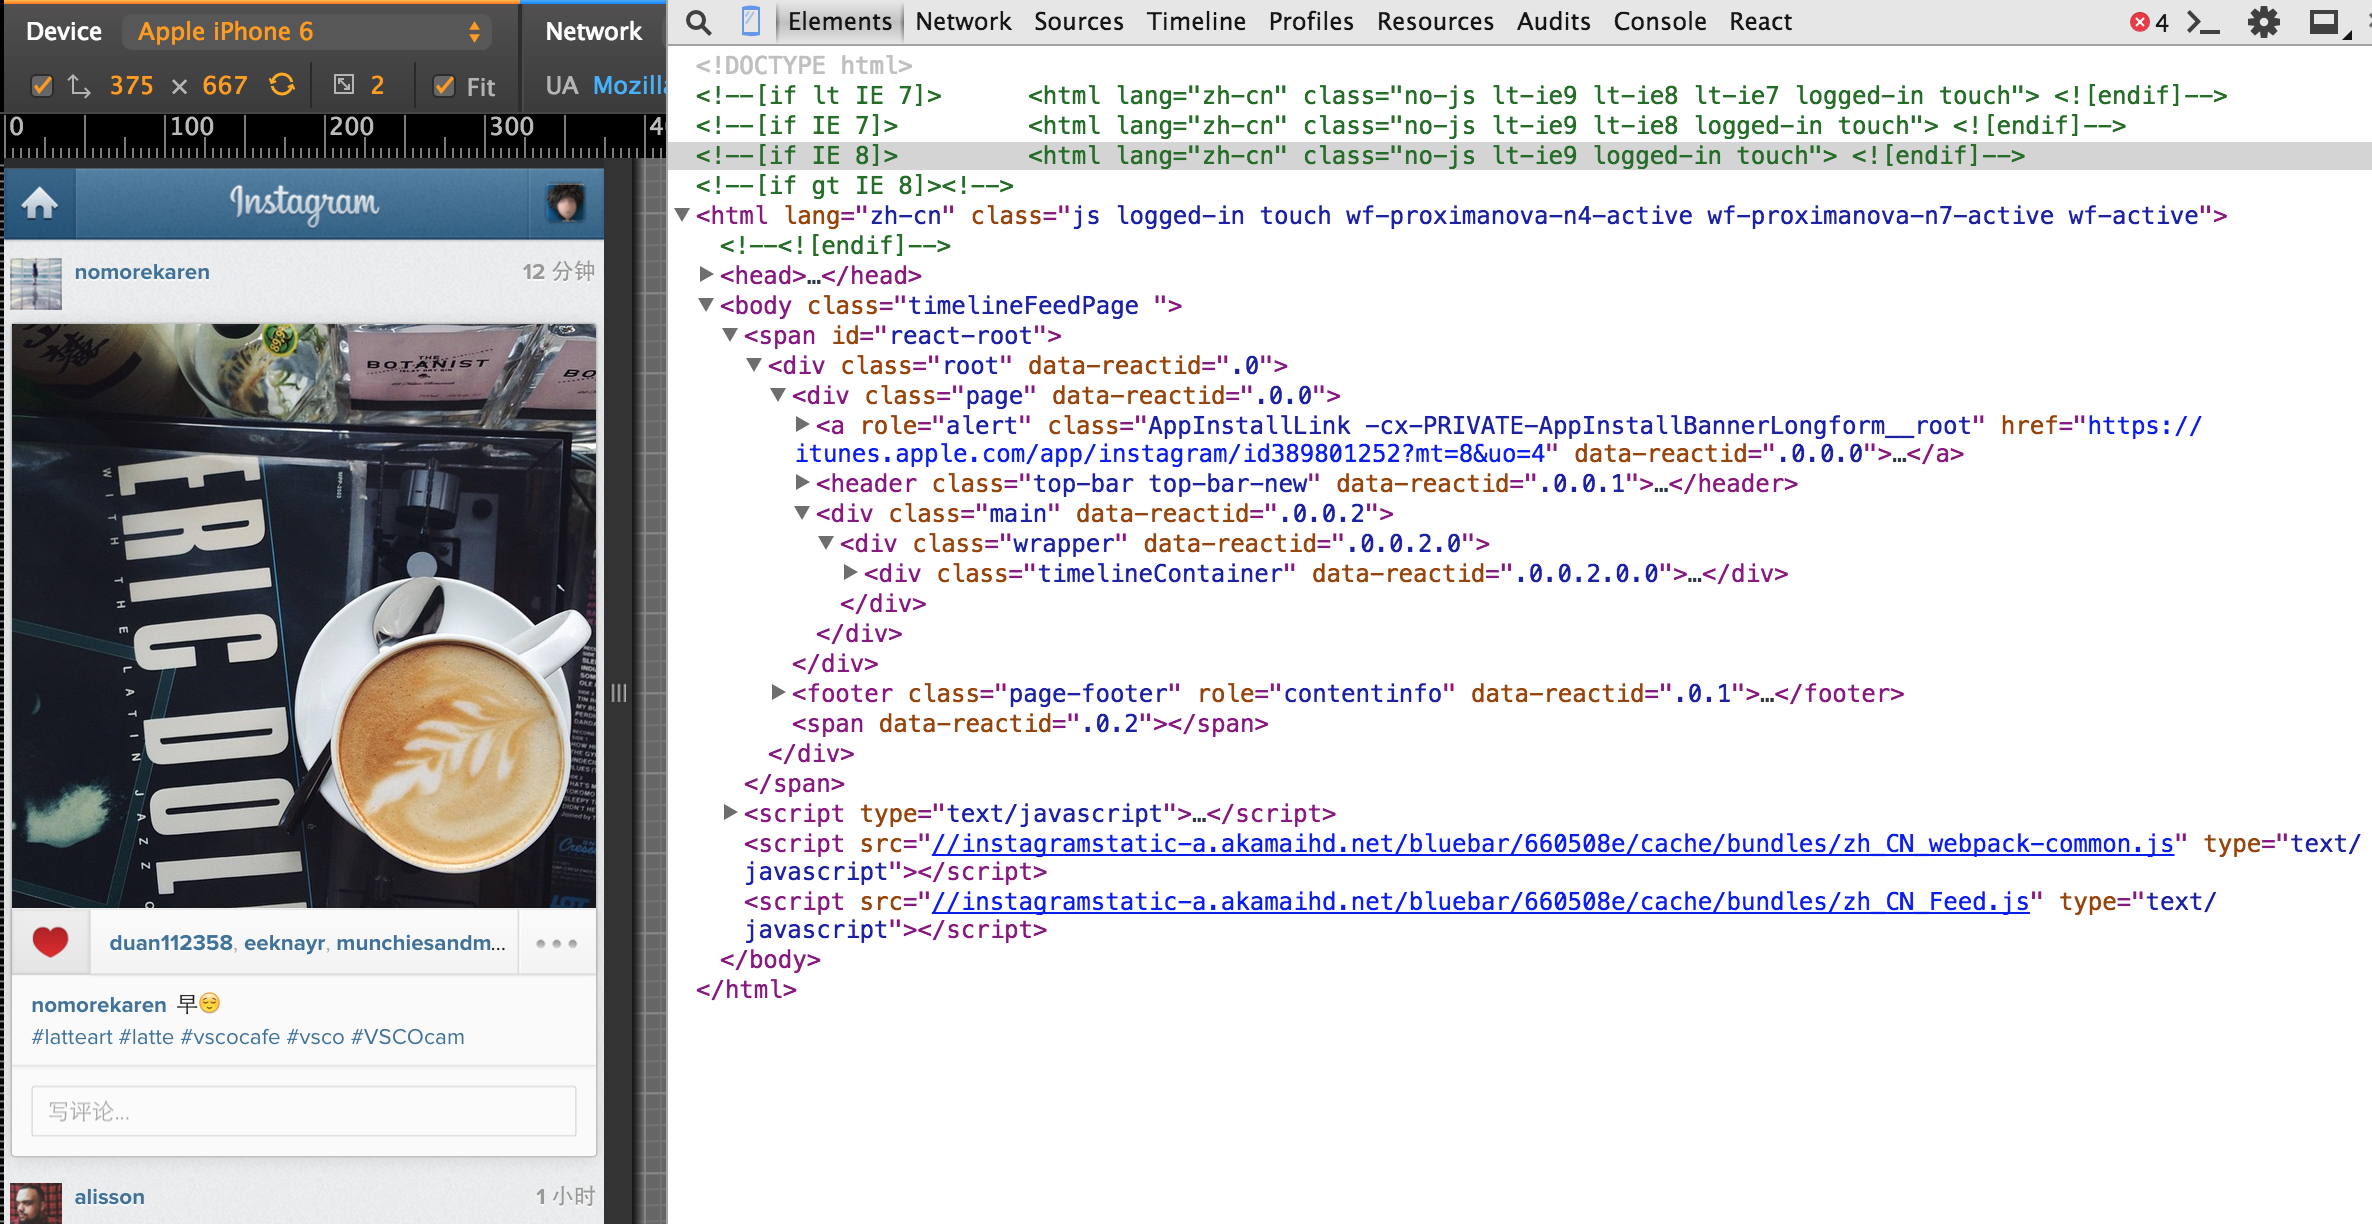 Device Apple iPhone 6 Network
375 × 667 2 Fit UA Mozill
0 100 200 300 4
Instagram
nomorekaren 12 分钟
THE
BOTANIST
ERIC DOL
WITH THE LATIN JAZZ
duan112358, eeknayr, munchiesandm...
nomorekaren 早😌
#latteart #latte #vscocafe #vsco #VSCOcam
写评论...
alisson 1 小时
Elements Network Sources Timeline Profiles Resources Audits Console React 4
<!DOCTYPE html>
<!--[if lt IE 7]> <html lang="zh-cn" class="no-js lt-ie9 lt-ie8 lt-ie7 logged-in touch"> <![endif]-->
<!--[if IE 7]> <html lang="zh-cn" class="no-js lt-ie9 lt-ie8 logged-in touch"> <![endif]-->
<!--[if IE 8]> <html lang="zh-cn" class="no-js lt-ie9 logged-in touch"> <![endif]-->
<!--[if gt IE 8]><!-->
<html lang="zh-cn" class="js logged-in touch wf-proximanova-n4-active wf-proximanova-n7-active wf-active">
<!--<![endif]-->
<head>…</head>
<body class="timelineFeedPage ">
<span id="react-root">
<div class="root" data-reactid=".0">
<div class="page" data-reactid=".0.0">
<a role="alert" class="AppInstallLink -cx-PRIVATE-AppInstallBannerLongform__root" href="https://
itunes.apple.com/app/instagram/id389801252?mt=8&uo=4" data-reactid=".0.0.0">…</a>
<header class="top-bar top-bar-new" data-reactid=".0.0.1">…</header>
<div class="main" data-reactid=".0.0.2">
<div class="wrapper" data-reactid=".0.0.2.0">
<div class="timelineContainer" data-reactid=".0.0.2.0.0">…</div>
</div>
</div>
</div>
<footer class="page-footer" role="contentinfo" data-reactid=".0.1">…</footer>
<span data-reactid=".0.2"></span>
</div>
</span>
<script type="text/javascript">…</script>
<script src="//instagramstatic-a.akamaihd.net/bluebar/660508e/cache/bundles/zh_CN_webpack-common.js" type="text/
javascript"></script>
<script src="//instagramstatic-a.akamaihd.net/bluebar/660508e/cache/bundles/zh_CN_Feed.js" type="text/
javascript"></script>
</body>
</html>